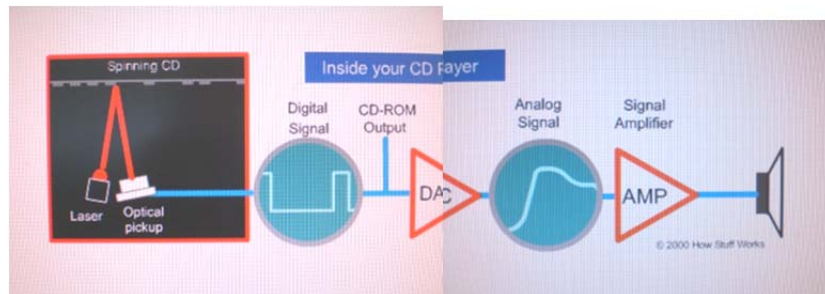 Spinning CD
Inside your CD Player
Digital
Signal
CD-ROM
Output
Analog
Signal
Signal
Amplifier
DAC
AMP
Laser
Optical
pickup
© 2000 How Stuff Works